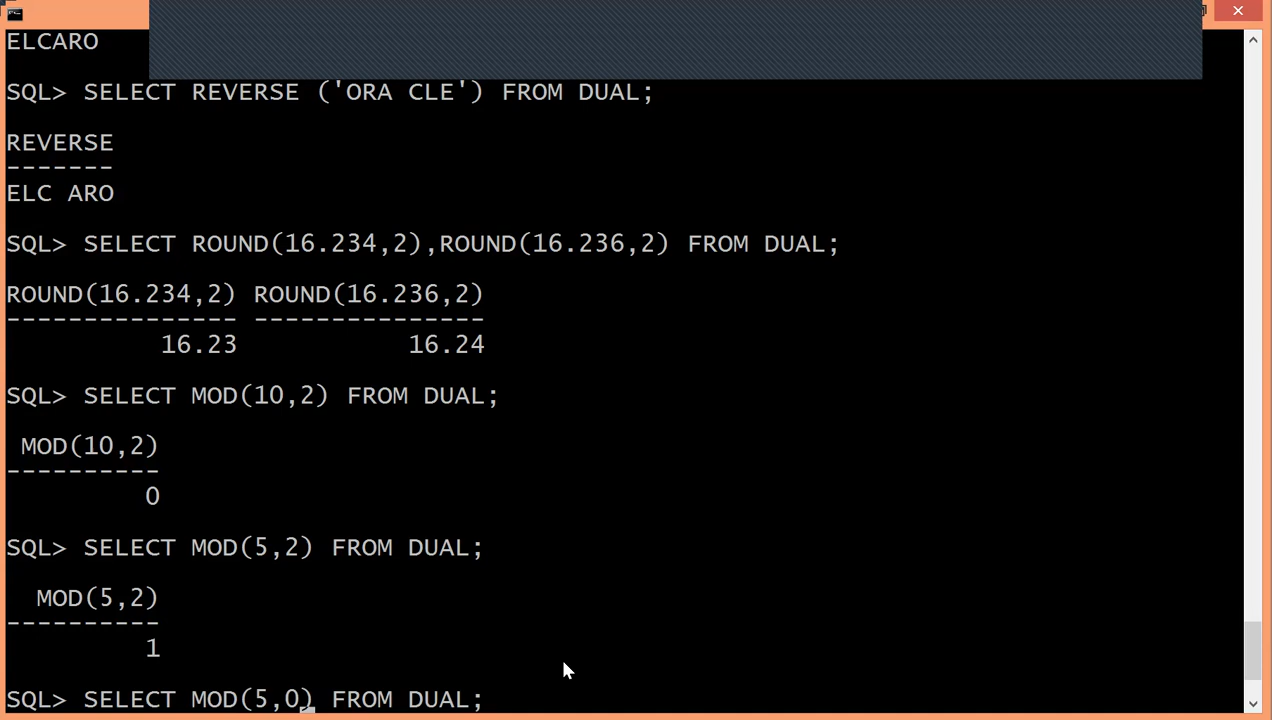 ELCARO
SQL> SELECT REVERSE ('ORA CLE') FROM DUAL;
REVERSE
-------
ELC ARO
SQL> SELECT ROUND(16.234,2),ROUND(16.236,2) FROM DUAL;
ROUND(16.234,2) ROUND(16.236,2)
--------------- ---------------
16.23 16.24
SQL> SELECT MOD(10,2) FROM DUAL;
MOD(10,2)
----------
0
SQL> SELECT MOD(5,2) FROM DUAL;
MOD(5,2)
----------
1
SQL> SELECT MOD(5,0) FROM DUAL;